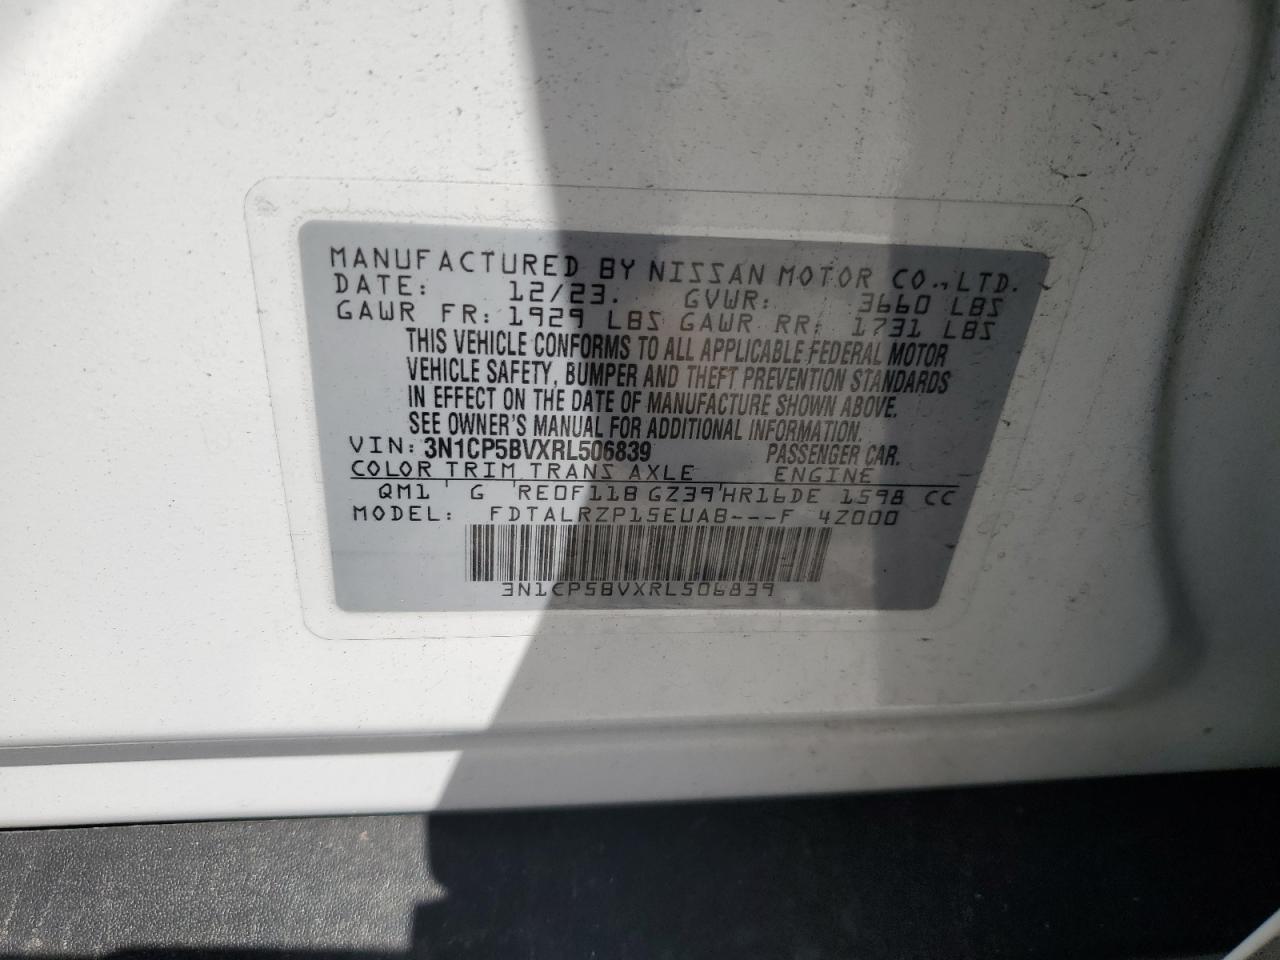 MANUFACTURED BY NISSAN MOTOR CO., LTD.
DATE: 12/23. GVWR: 3660 LBS
GAWR FR: 1929 LBS GAWR RR: 1731 LBS
THIS VEHICLE CONFORMS TO ALL APPLICABLE FEDERAL MOTOR
VEHICLE SAFETY, BUMPER AND THEFT PREVENTION STANDARDS
IN EFFECT ON THE DATE OF MANUFACTURE SHOWN ABOVE.
SEE OWNER'S MANUAL FOR ADDITIONAL INFORMATION.
VIN: 3N1CP5BVXRL506839 PASSENGER CAR.
COLOR TRIM TRANS AXLE ENGINE
QM1 ' G ' RE0F11B GZ39 ' HR16DE 1598 CC
MODEL: FDTALRZP15EUAB---F 4Z000
3N1CP5BVXRL506839